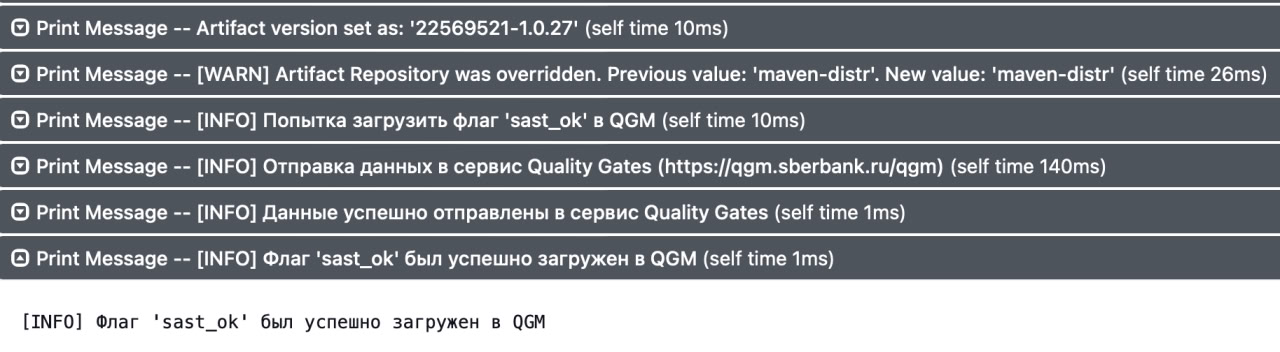 Print Message -- Artifact version set as: '22569521-1.0.27' (self time 10ms)
Print Message -- [WARN] Artifact Repository was overridden. Previous value: 'maven-distr'. New value: 'maven-distr' (self time 26ms)
Print Message -- [INFO] Попытка загрузить флаг 'sast_ok' в QGM (self time 10ms)
Print Message -- [INFO] Отправка данных в сервис Quality Gates (https://qgm.sberbank.ru/qgm) (self time 140ms)
Print Message -- [INFO] Данные успешно отправлены в сервис Quality Gates (self time 1ms)
Print Message -- [INFO] Флаг 'sast_ok' был успешно загружен в QGM (self time 1ms)
[INFO] Флаг 'sast_ok' был успешно загружен в QGM